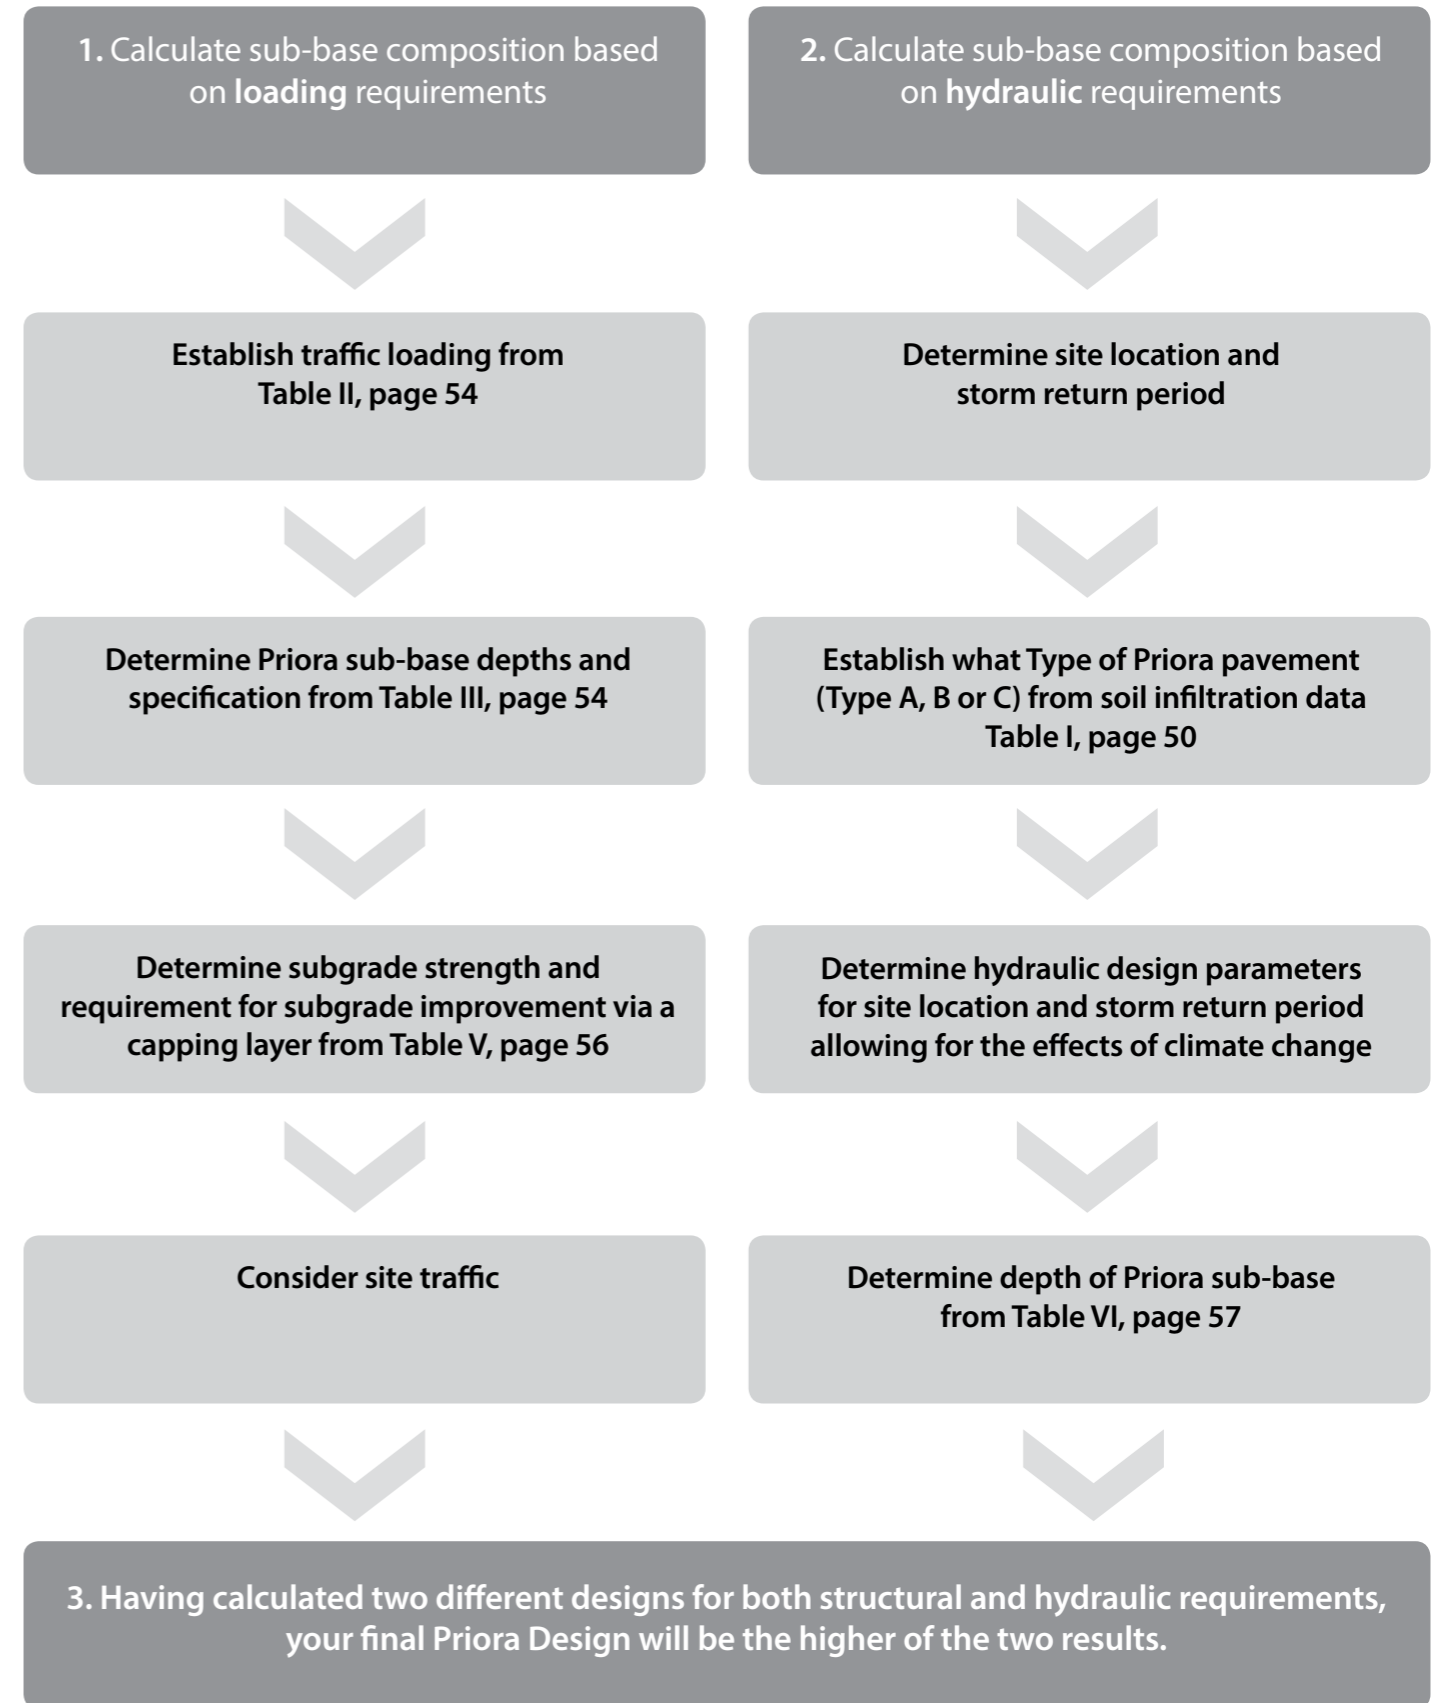 1. Calculate sub-base composition based
on loading requirements
Establish traffic loading from
Table II, page 54
Determine Priora sub-base depths and
specification from Table III, page 54
Determine subgrade strength and
requirement for subgrade improvement via a
capping layer from Table V, page 56
Consider site traffic
2. Calculate sub-base composition based
on hydraulic requirements
Determine site location and
storm return period
Establish what Type of Priora pavement
(Type A, B or C) from soil infiltration data
Table I, page 50
Determine hydraulic design parameters
for site location and storm return period
allowing for the effects of climate change
Determine depth of Priora sub-base
from Table VI, page 57
3. Having calculated two different designs for both structural and hydraulic requirements,
your final Priora Design will be the higher of the two results.